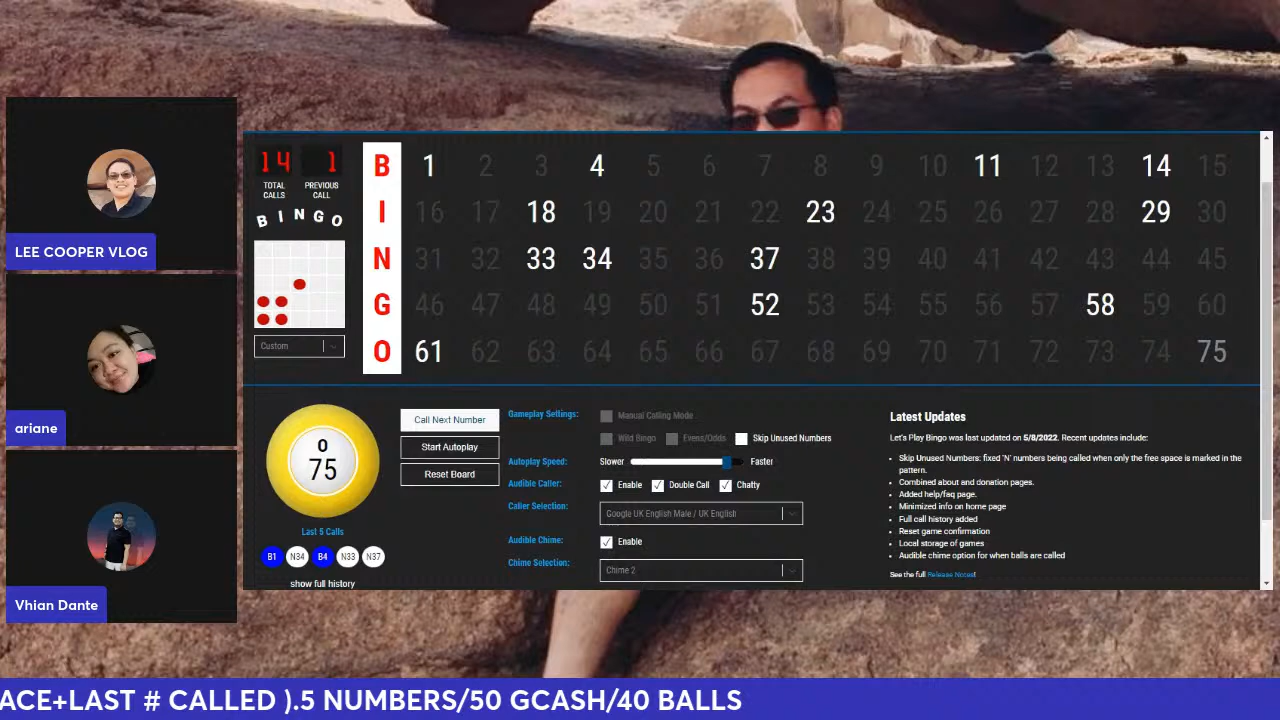 LEE COOPER VLOG
ariane
Vhian Dante
14 1
TOTAL CALLS PREVIOUS CALL
B I N G O
Custom
B 1 2 3 4 5 6 7 8 9 10 11 12 13 14 15
I 16 17 18 19 20 21 22 23 24 25 26 27 28 29 30
N 31 32 33 34 35 36 37 38 39 40 41 42 43 44 45
G 46 47 48 49 50 51 52 53 54 55 56 57 58 59 60
O 61 62 63 64 65 66 67 68 69 70 71 72 73 74 75
O
75
Last 5 Calls
B1 N34 B4 N33 N37
show full history
Call Next Number
Start Autoplay
Reset Board
Gameplay Settings:
Manual Calling Mode
Wild Bingo Evens/Odds Skip Unused Numbers
Autoplay Speed: Slower Faster
Audible Caller: Enable Double Call Chatty
Caller Selection: Google UK English Male / UK English
Audible Chime: Enable
Chime Selection: Chime 2
Latest Updates
Let's Play Bingo was last updated on 5/8/2022. Recent updates include:
Skip Unused Numbers: fixed 'N' numbers being called when only the free space is marked in the
pattern.
Combined about and donation pages.
Added help/faq page.
Minimized info on home page
Full call history added
Reset game confirmation
Local storage of games
Audible chime option for when balls are called
See the full Release Notes!
ACE+LAST # CALLED ).5 NUMBERS/50 GCASH/40 BALLS